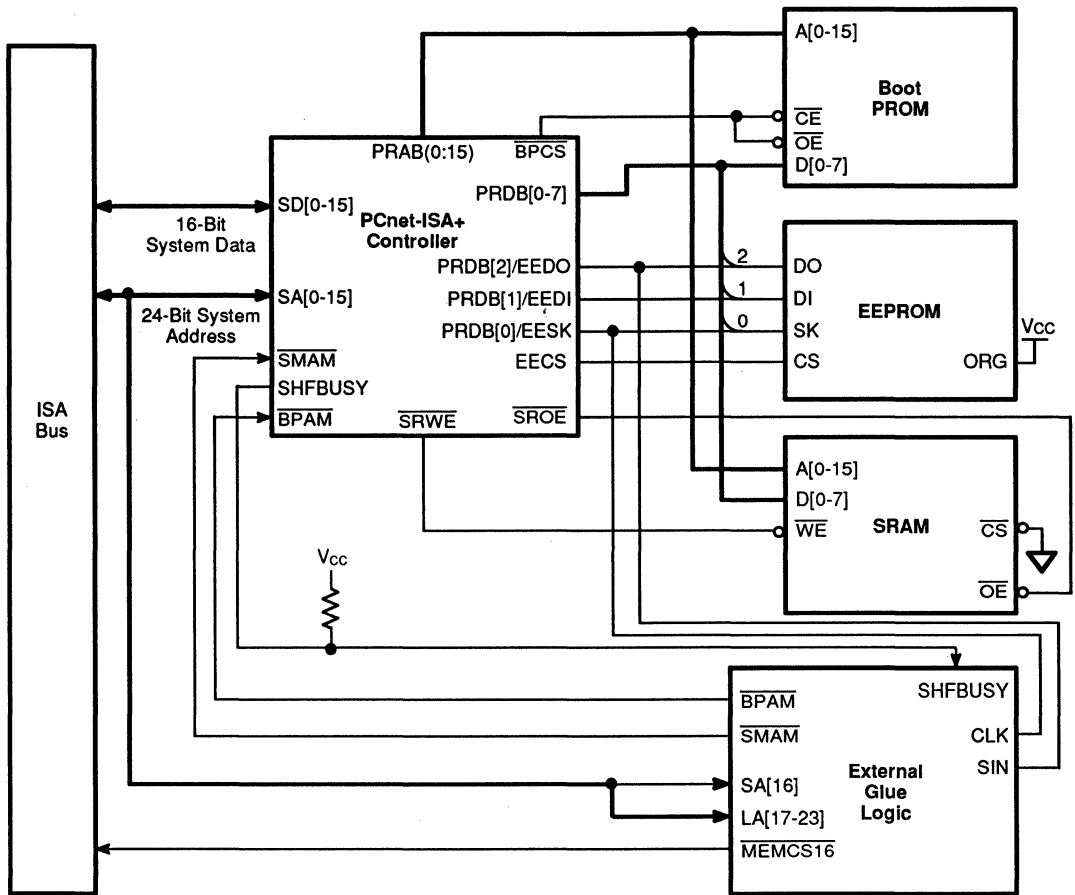 ISA
Bus
16-Bit
System Data
24-Bit System
Address
PRAB(0:15)
BPCS
SD[0-15]
PCnet-ISA+
Controller
PRDB[0-7]
SA[0-15]
PRDB[2]/EEDO
PRDB[1]/EEDI
PRDB[0]/EESK
EECS
SMAM
SHFBUSY
BPAM
SRWE
SROE
A[0-15]
Boot
PROM
CE
OE
D[0-7]
2
1
0
DO
DI
SK
CS
EEPROM
ORG
VCC
A[0-15]
D[0-7]
WE
SRAM
CS
OE
VCC
SHFBUSY
BPAM
SMAM
CLK
SIN
SA[16]
LA[17-23]
MEMCS16
External
Glue
Logic